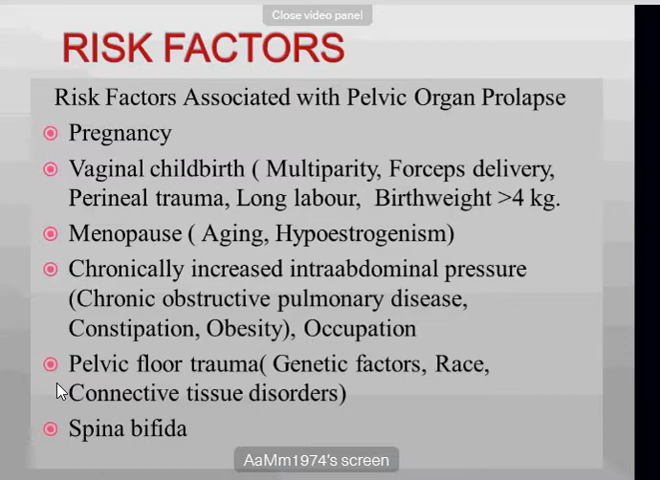 Close video panel
RISK FACTORS
Risk Factors Associated with Pelvic Organ Prolapse
Pregnancy
Vaginal childbirth ( Multiparity, Forceps delivery,
Perineal trauma, Long labour, Birthweight >4 kg.
Menopause ( Aging, Hypoestrogenism)
Chronically increased intraabdominal pressure
(Chronic obstructive pulmonary disease,
Constipation, Obesity), Occupation
Pelvic floor trauma( Genetic factors, Race,
Connective tissue disorders)
Spina bifida
AaMm1974's screen